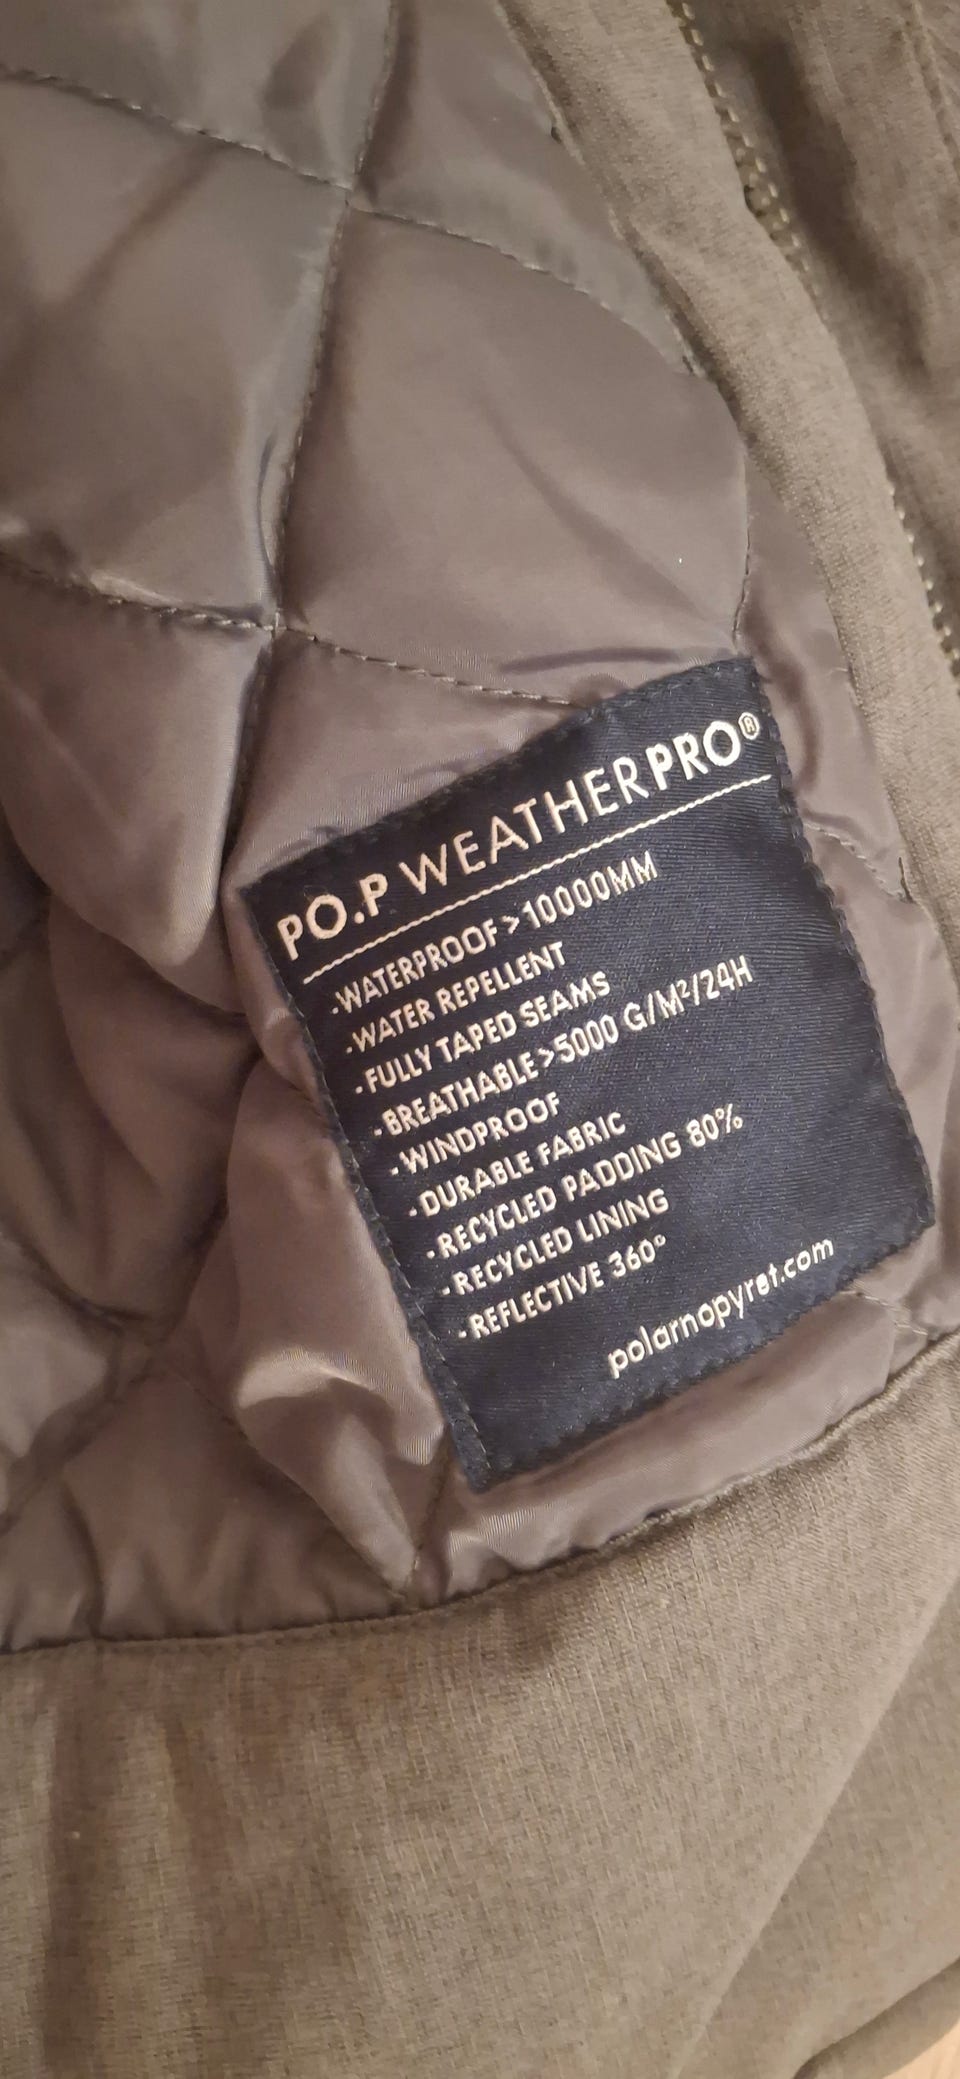 PO.P WEATHERPRO®
·WATERPROOF>10000MM
·WATER REPELLENT
·FULLY TAPED SEAMS
·BREATHABLE>5000 G/M²/24H
·WINDPROOF
·DURABLE FABRIC
·RECYCLED PADDING 80%
·RECYCLED LINING
·REFLECTIVE 360°
polarnopyret.com